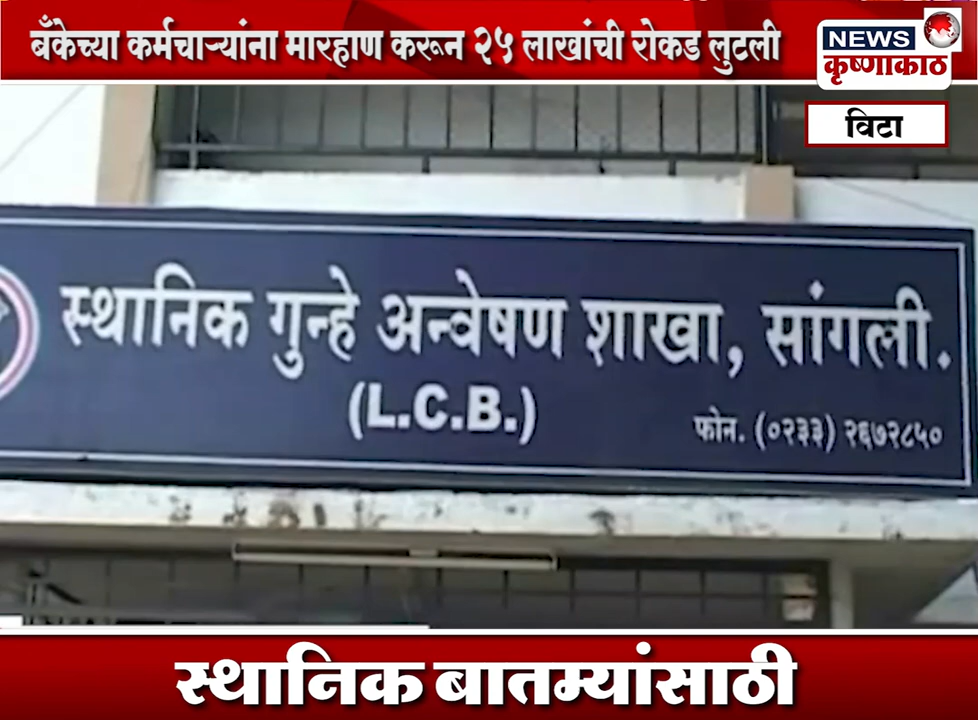 बँकेच्या कर्मचाऱ्यांना मारहाण करून २५ लाखांची रोकड लुटली
NEWS
कृष्णाकाठ
विटा
स्थानिक गुन्हे अन्वेषण शाखा, सांगली.
(L.C.B.)
फोन. (०२३३) २६७२८५०
स्थानिक बातम्यांसाठी